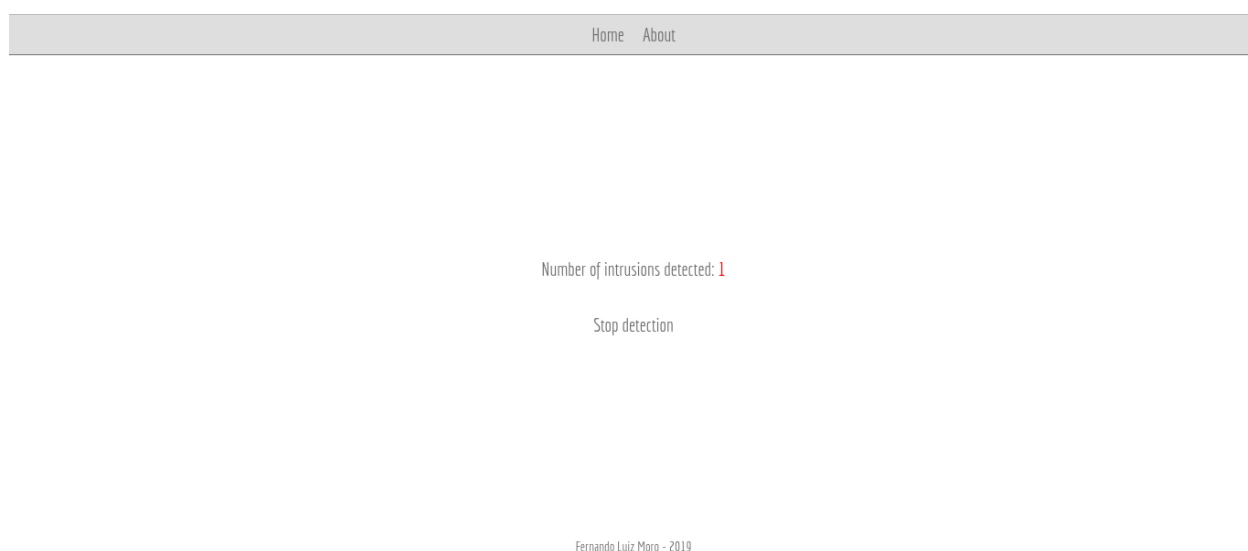 Home About
Number of intrusions detected: 1
Stop detection
Fernando Luiz Moro - 2019